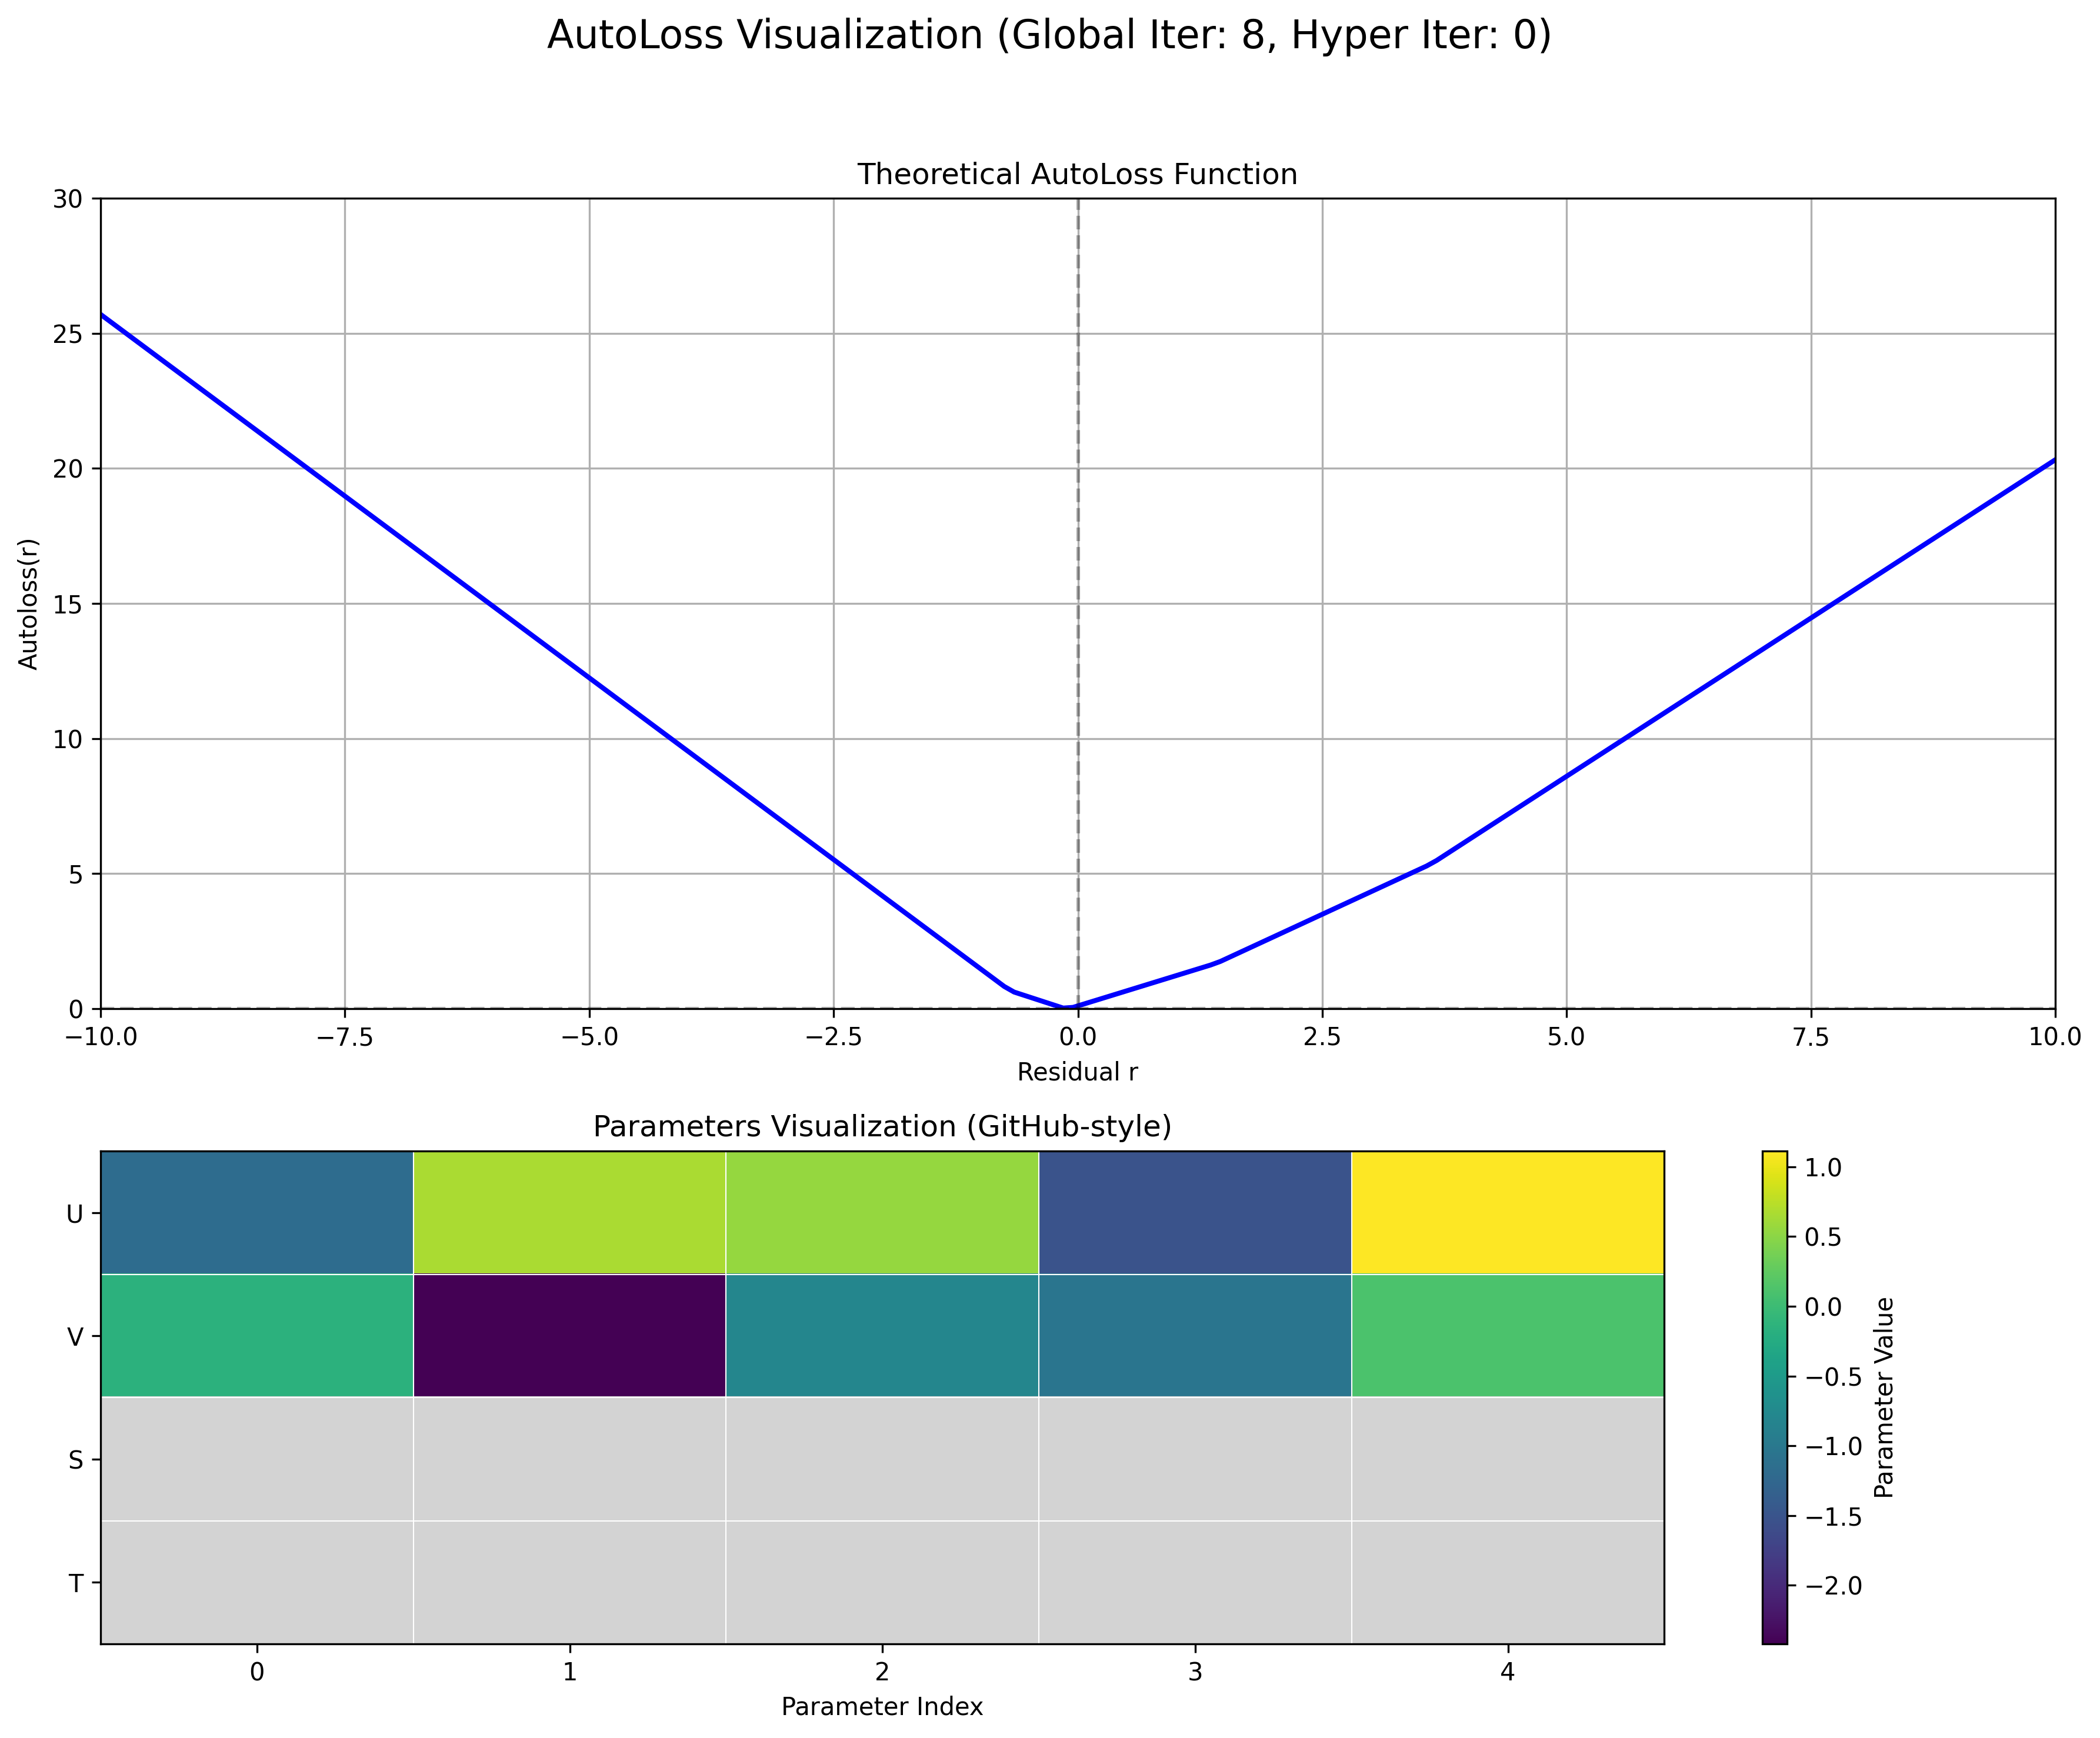 AutoLoss Visualization (Global Iter: 8, Hyper Iter: 0)
Theoretical AutoLoss Function
30
25
20
15
10
5
0
Autoloss(r)
−10.0 −7.5 −5.0 −2.5 0.0 2.5 5.0 7.5 10.0
Residual r
Parameters Visualization (GitHub-style)
U
V
S
T
0 1 2 3 4
Parameter Index
1.0
0.5
0.0
−0.5
−1.0
−1.5
−2.0
Parameter Value